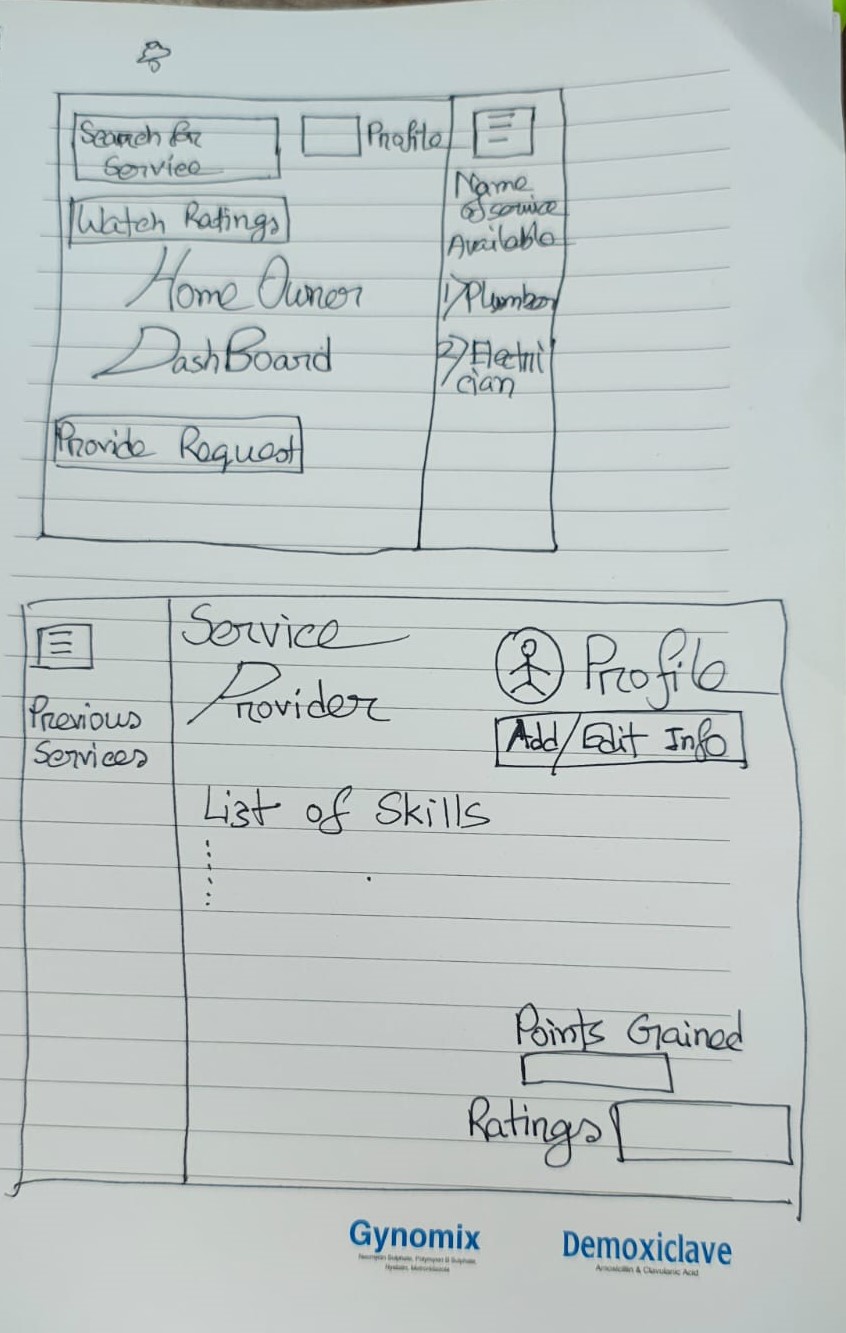 Search for
Service
Profile
Watch Ratings
Home Owner
DashBoard
Provide Request
Name
of service
Available
1) Plumber
2) Electri
cian
Previous
Services
Service
Provider
Profile
Add/Edit Info
List of Skills
Points Gained
Ratings
Gynomix
Neomycin Sulphate, Polymyxin B Sulphate,
Nystatin, Metronidazole
Demoxiclave
Amoxicillin & Clavulanic Acid